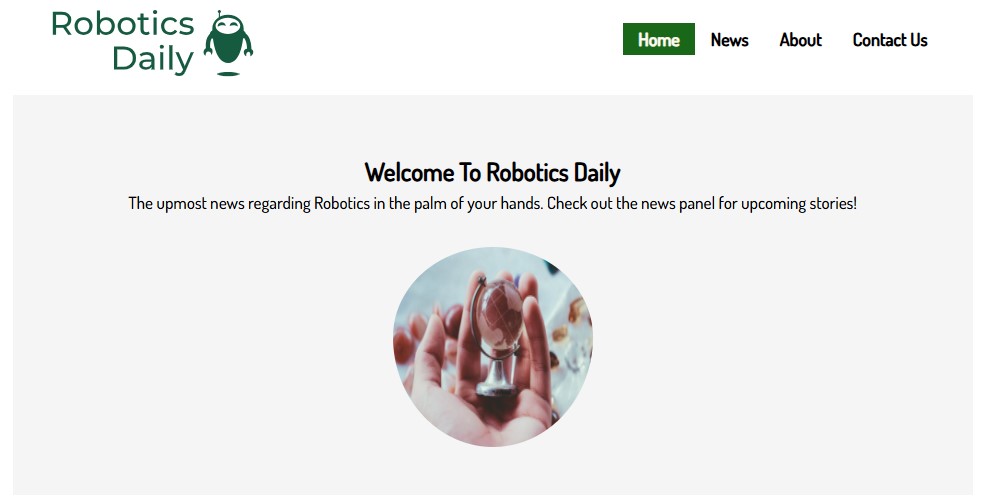 Robotics
Daily
Home News About Contact Us
Welcome To Robotics Daily
The upmost news regarding Robotics in the palm of your hands. Check out the news panel for upcoming stories!